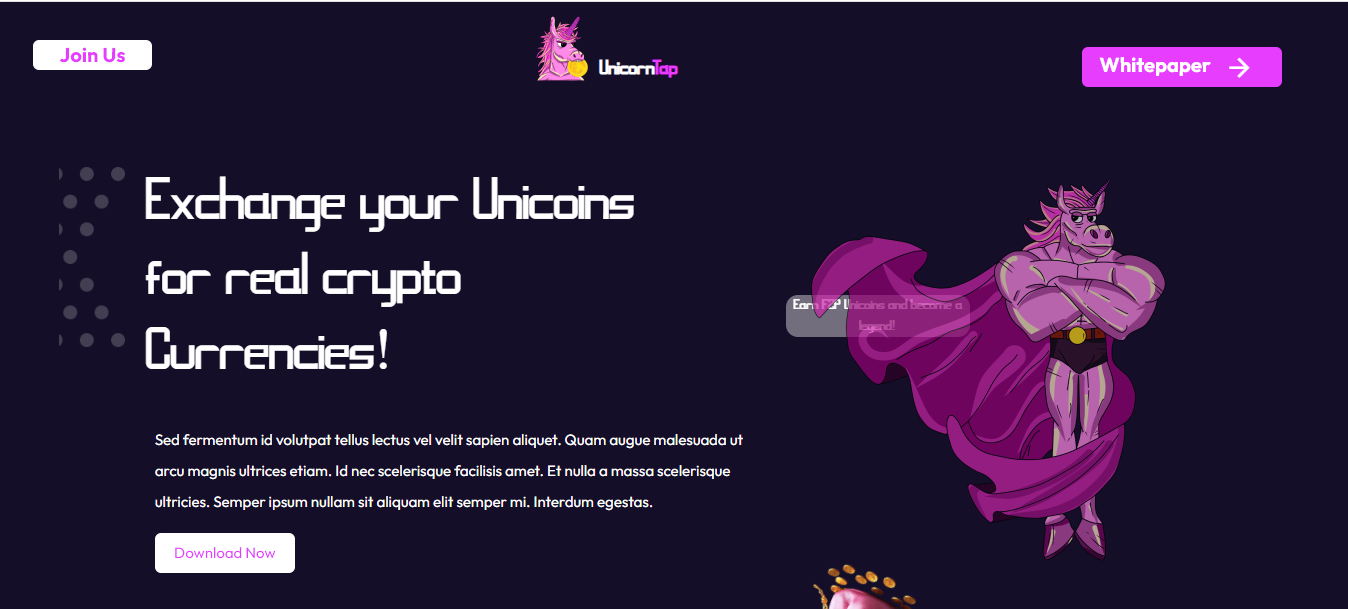 Join Us
UnicornTap
Whitepaper
Exchange your Unicoins
for real crypto
Currencies!
Earn P2P Unicoins and become a
legend!
Sed fermentum id volutpat tellus lectus vel velit sapien aliquet. Quam augue malesuada ut
arcu magnis ultrices etiam. Id nec scelerisque facilisis amet. Et nulla a massa scelerisque
ultricies. Semper ipsum nullam sit aliquam elit semper mi. Interdum egestas.
Download Now